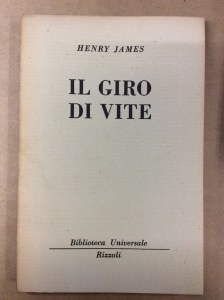 HENRY JAMES
IL GIRO
DI VITE
Biblioteca Universale
Rizzoli